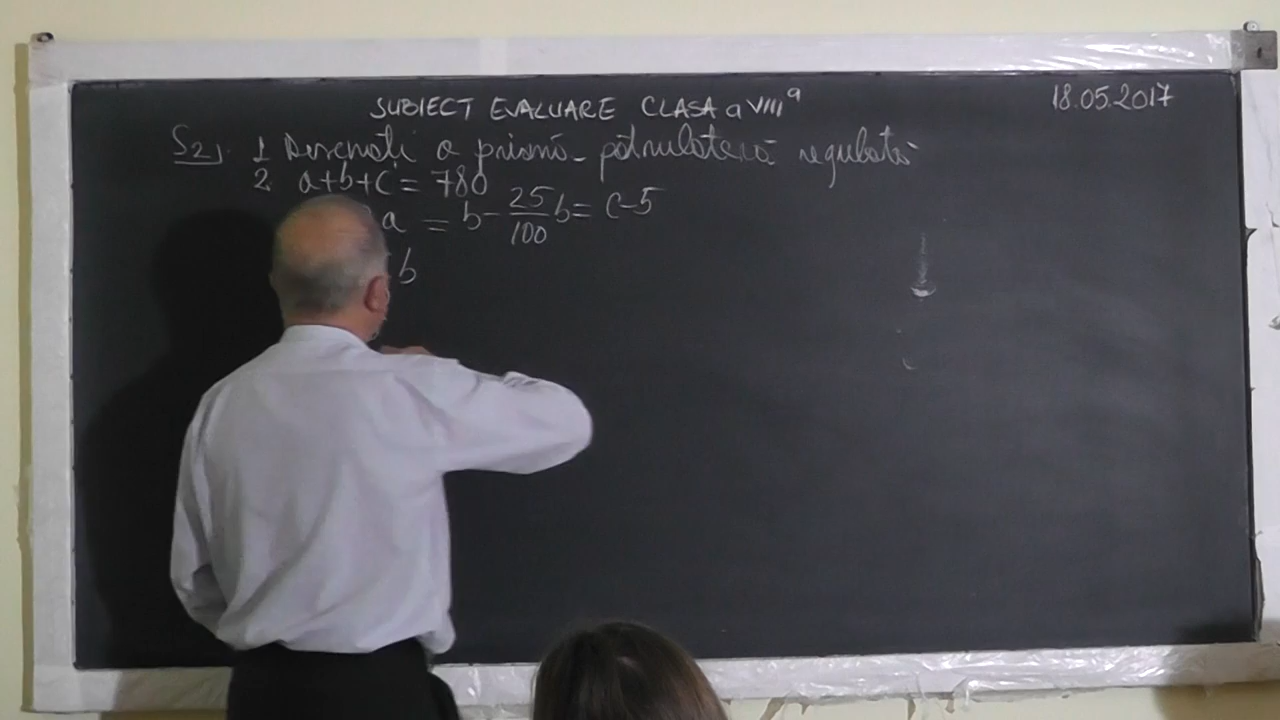 SUBIECT EVALUARE CLASA a VIII a
18.05.2017
S2). 1. Desenați o prismă patrulateră regulată
2. a+b+c = 780
a = b - 25/100 b = c-5
b